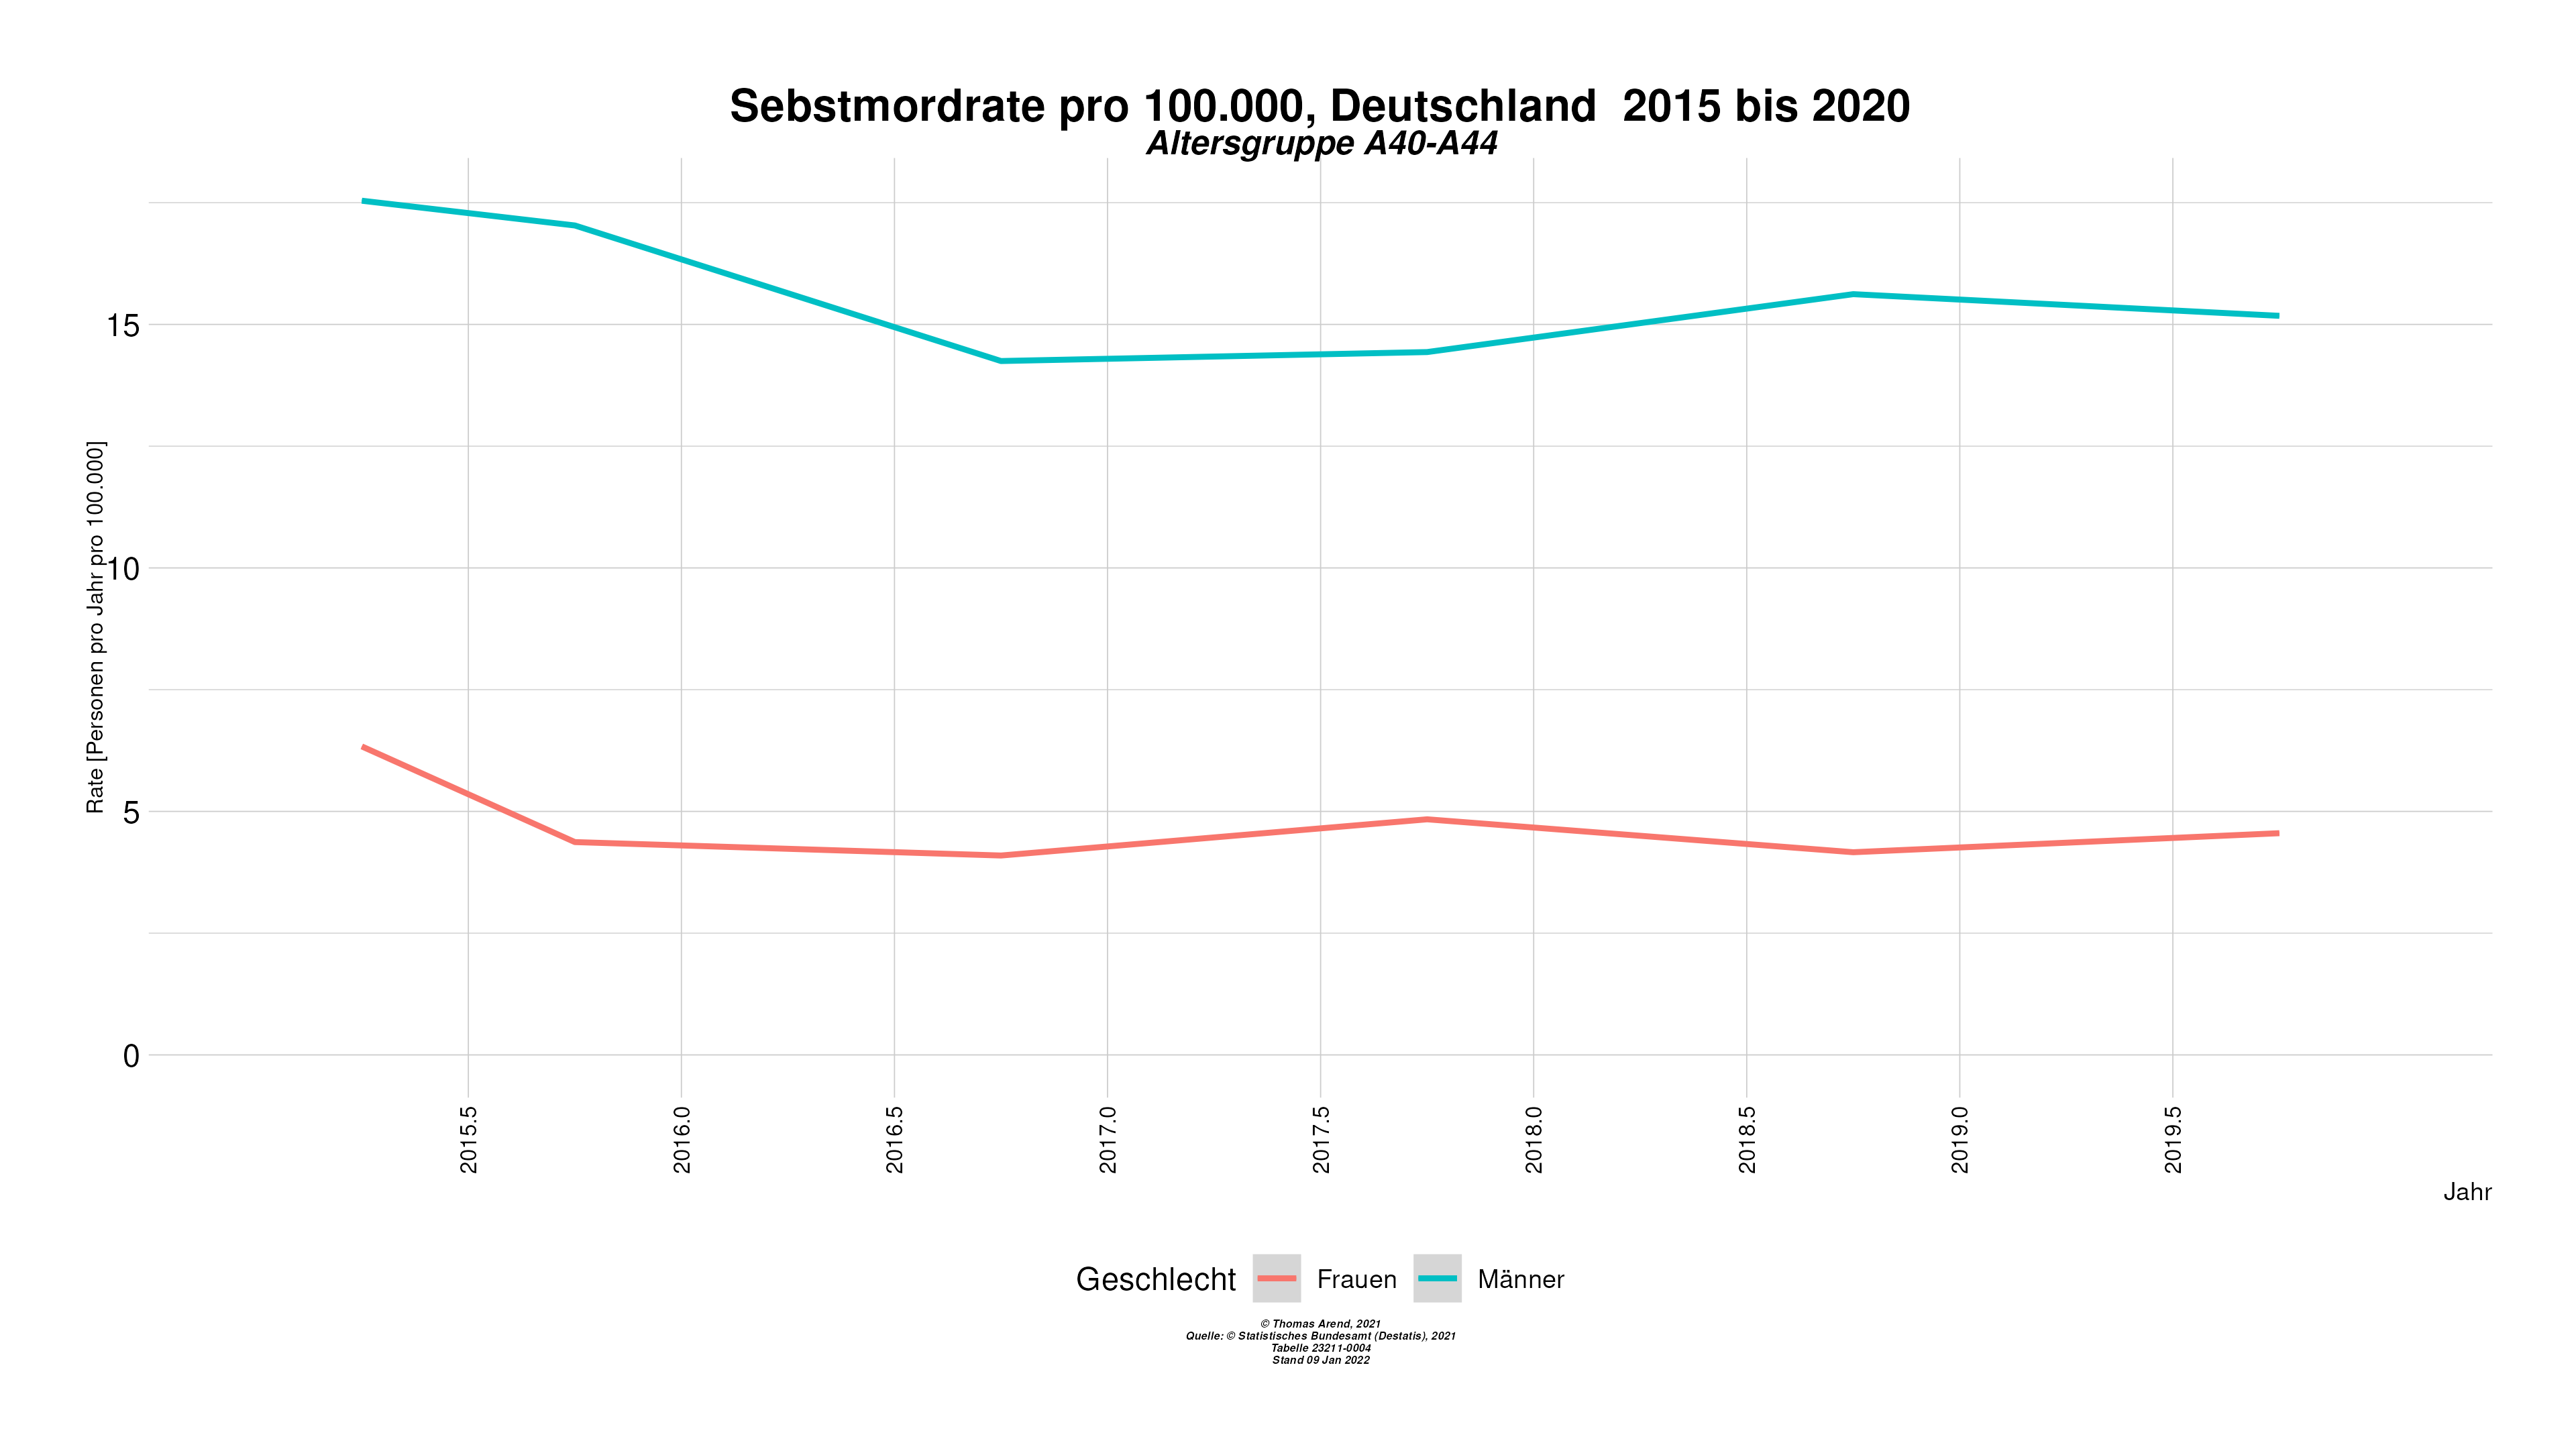 Sebstmordrate pro 100.000, Deutschland  2015 bis 2020
Altersgruppe A40-A44
Rate [Personen pro Jahr pro 100.000]
15
10
5
0
2015.5
2016.0
2016.5
2017.0
2017.5
2018.0
2018.5
2019.0
2019.5
Jahr
Geschlecht Frauen Männer
© Thomas Arend, 2021
Quelle: © Statistisches Bundesamt (Destatis), 2021
Tabelle 23211-0004
Stand 09 Jan 2022